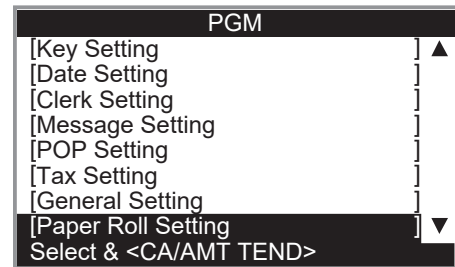 PGM
[Key Setting ] ▲
[Date Setting ]
[Clerk Setting ]
[Message Setting ]
[POP Setting ]
[Tax Setting ]
[General Setting ]
[Paper Roll Setting ] ▼
Select & <CA/AMT TEND>